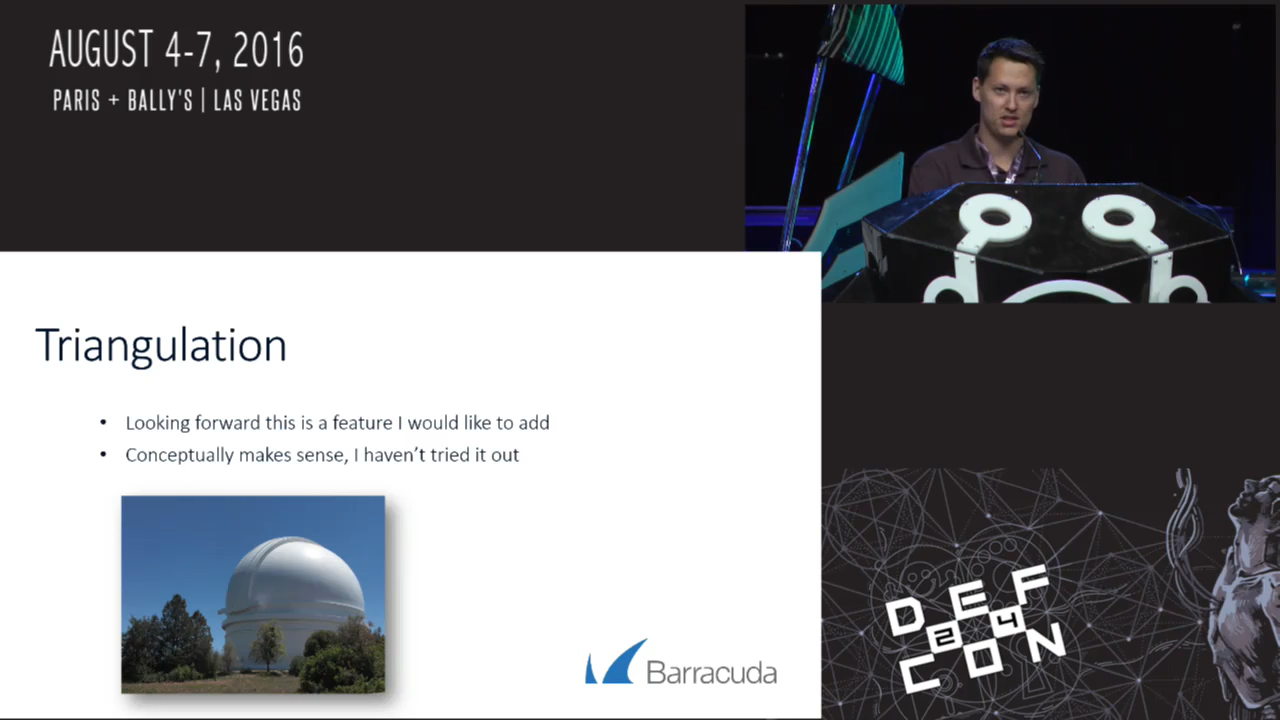 AUGUST 4-7, 2016
PARIS + BALLY'S | LAS VEGAS
Triangulation
• Looking forward this is a feature I would like to add
• Conceptually makes sense, I haven't tried it out
Barracuda
DEF
24
CON